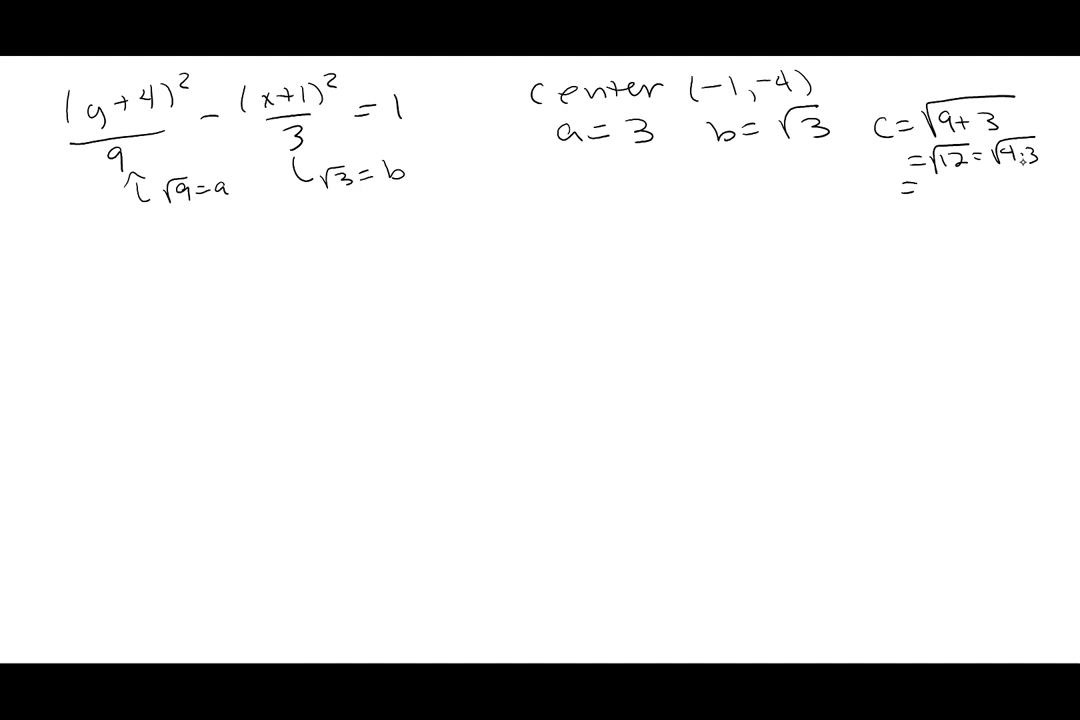 (y+4)²/9 - (x+1)²/3 = 1
√9=a
√3=b
center (-1,-4)
a=3 b=√3 c=√9+3
=√12=√4·3
=